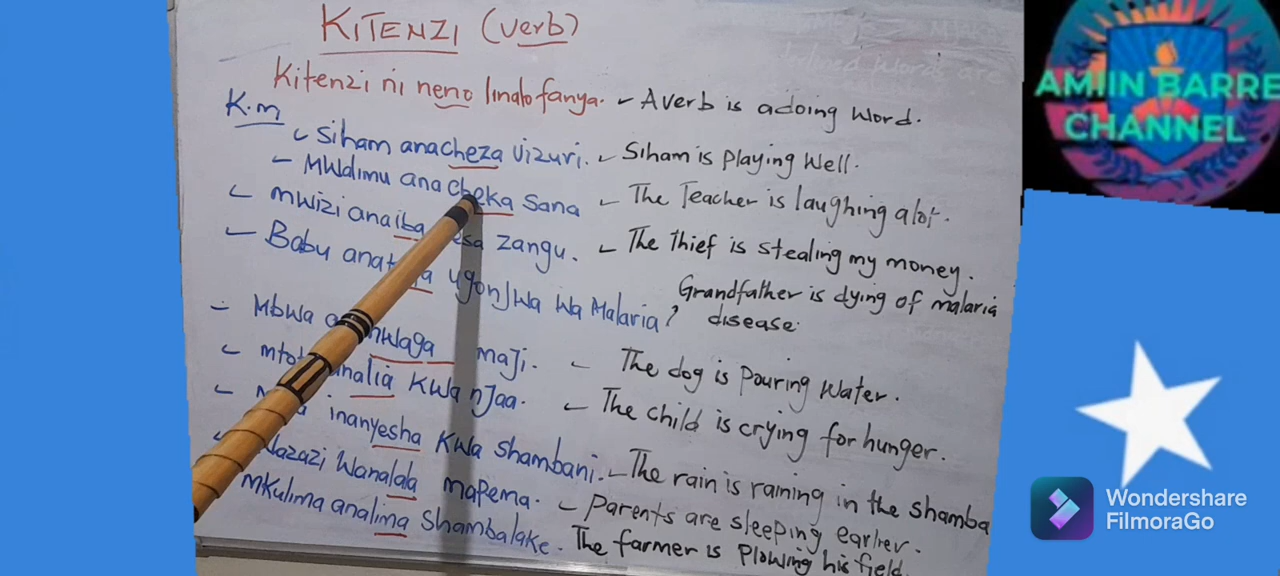 KITENZI (verb)
Kitenzi ni neno linalofanya. - A verb is a doing word.
K.m
- Siham anacheza vizuri. - Siham is playing well.
- Mwalimu anacheka Sana - The Teacher is laughing alot.
- mwizi anaiba zangu. - The thief is stealing my money.
- Babu ugonjwa wa Malaria? Grandfather is dying of malaria
disease.
- Mbwa maji. - The dog is pouring water.
- kwa njaa. - The child is crying for hunger.
- inanyesha kwa shambani. - The rain is raining in the shamba
wanalala mapema. - Parents are sleeping earlier.
mkulima analima Shambalake. The farmer is Plowing his field.
AMIIN BARRE
CHANNEL
Wondershare
FilmoraGo